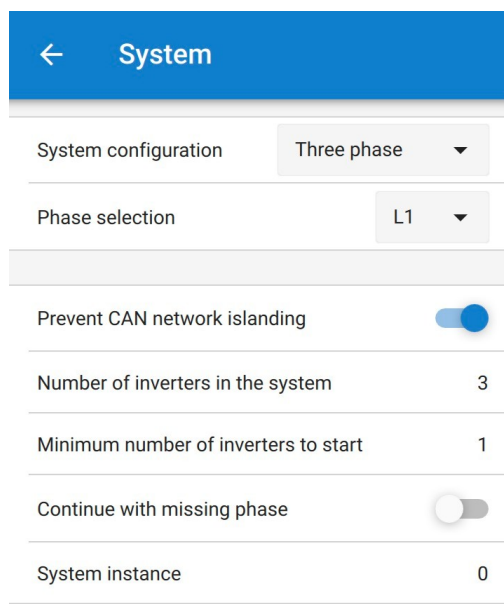 System
System configuration Three phase
Phase selection L1
Prevent CAN network islanding
Number of inverters in the system 3
Minimum number of inverters to start 1
Continue with missing phase
System instance 0